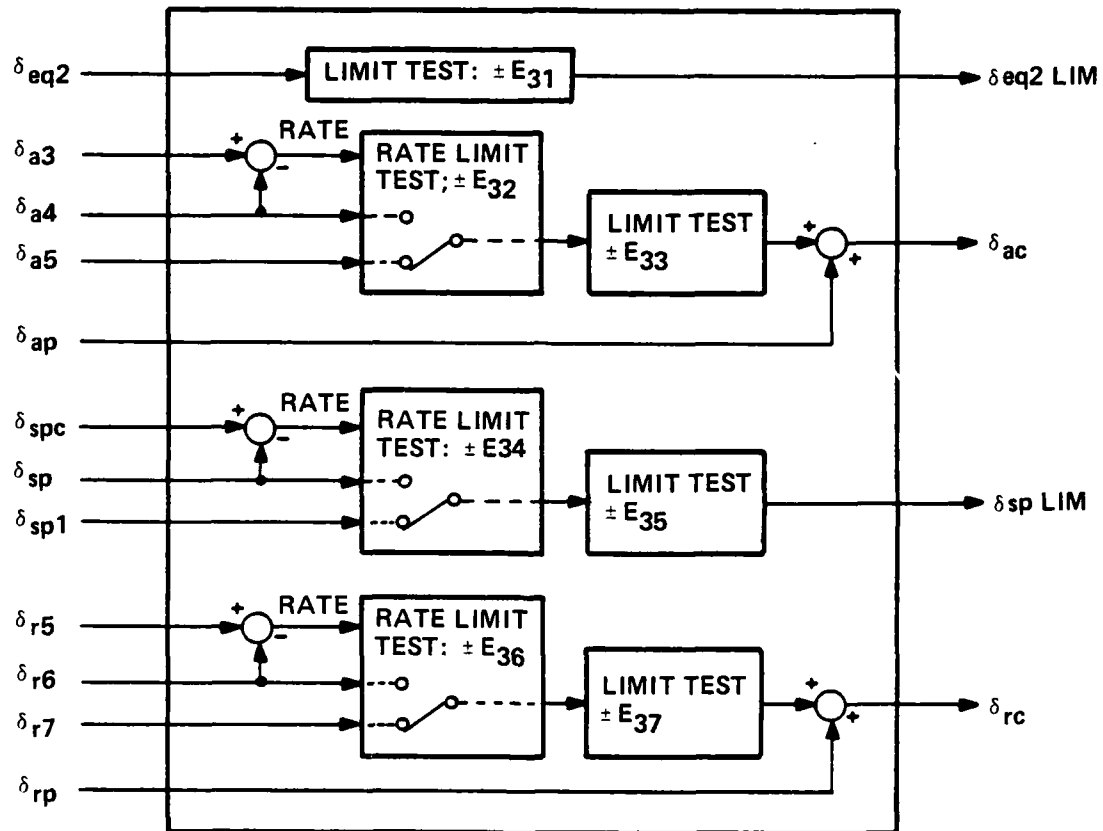 δeq2
LIMIT TEST: ± E31
δeq2 LIM
δa3
+
-
RATE
RATE LIMIT
TEST; ± E32
δa4
δa5
LIMIT TEST
± E33
+
+
δac
δap
δspc
+
-
RATE
RATE LIMIT
TEST: ± E34
δsp
δsp1
LIMIT TEST
± E35
δsp LIM
δr5
+
-
RATE
RATE LIMIT
TEST: ± E36
δr6
δr7
LIMIT TEST
± E37
+
+
δrc
δrp